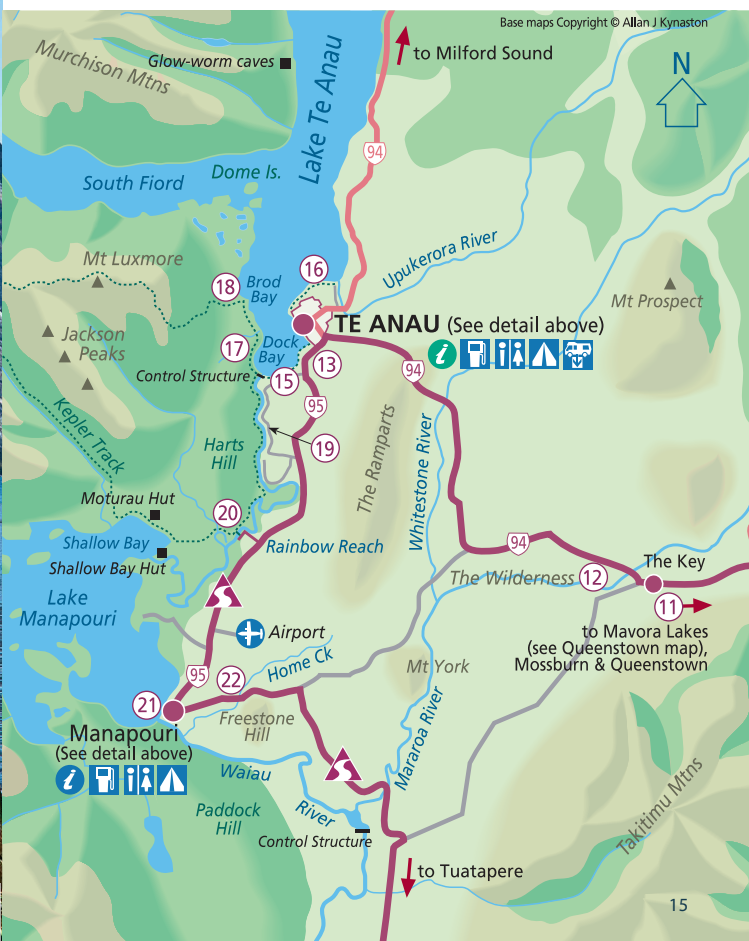 Base maps Copyright © Allan J Kynaston
to Milford Sound
N
Murchison Mtns
Glow-worm caves
Lake Te Anau
94
South Fiord
Dome Is.
Upukerora River
Mt Luxmore
18
Brod
Bay
16
Mt Prospect
TE ANAU (See detail above)
Jackson
Peaks
17
Dock
Bay
13
i
94
Control Structure
15
95
Kepler Track
Harts
Hill
19
The Ramparts
Whitestone River
Moturau Hut
20
Shallow Bay
Shallow Bay Hut
Rainbow Reach
94
The Wilderness
12
The Key
Lake
Manapouri
11
Airport
to Mavora Lakes
(see Queenstown map),
Mossburn & Queenstown
Home Ck
95
22
Mt York
21
Freestone
Hill
Mararoa River
Manapouri
(See detail above)
i
Waiau
River
Paddock
Hill
Control Structure
Takitimu Mtns
to Tuatapere
15